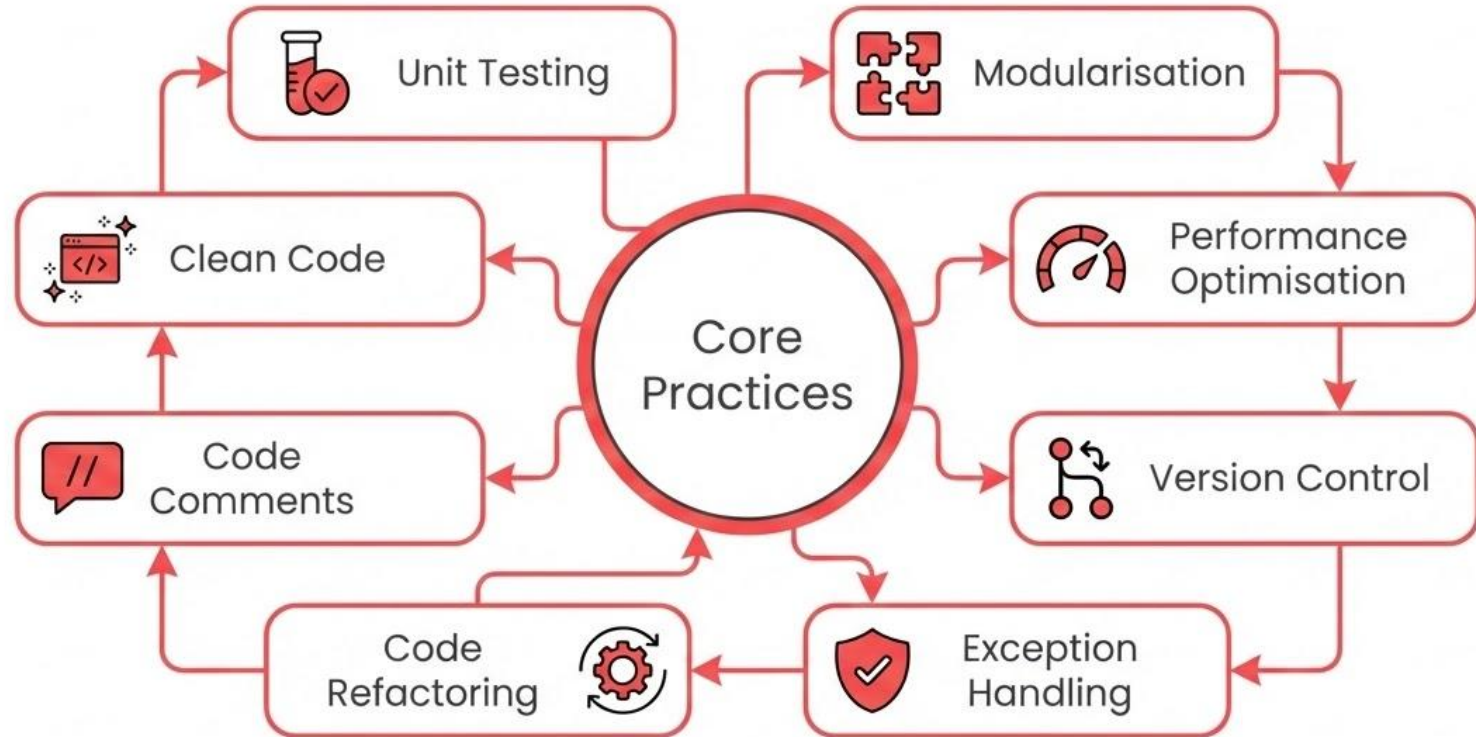 Unit Testing
Modularisation
Clean Code
</>
Performance
Optimisation
Core
Practices
Code
Comments
//
Version Control
Code
Refactoring
Exception
Handling